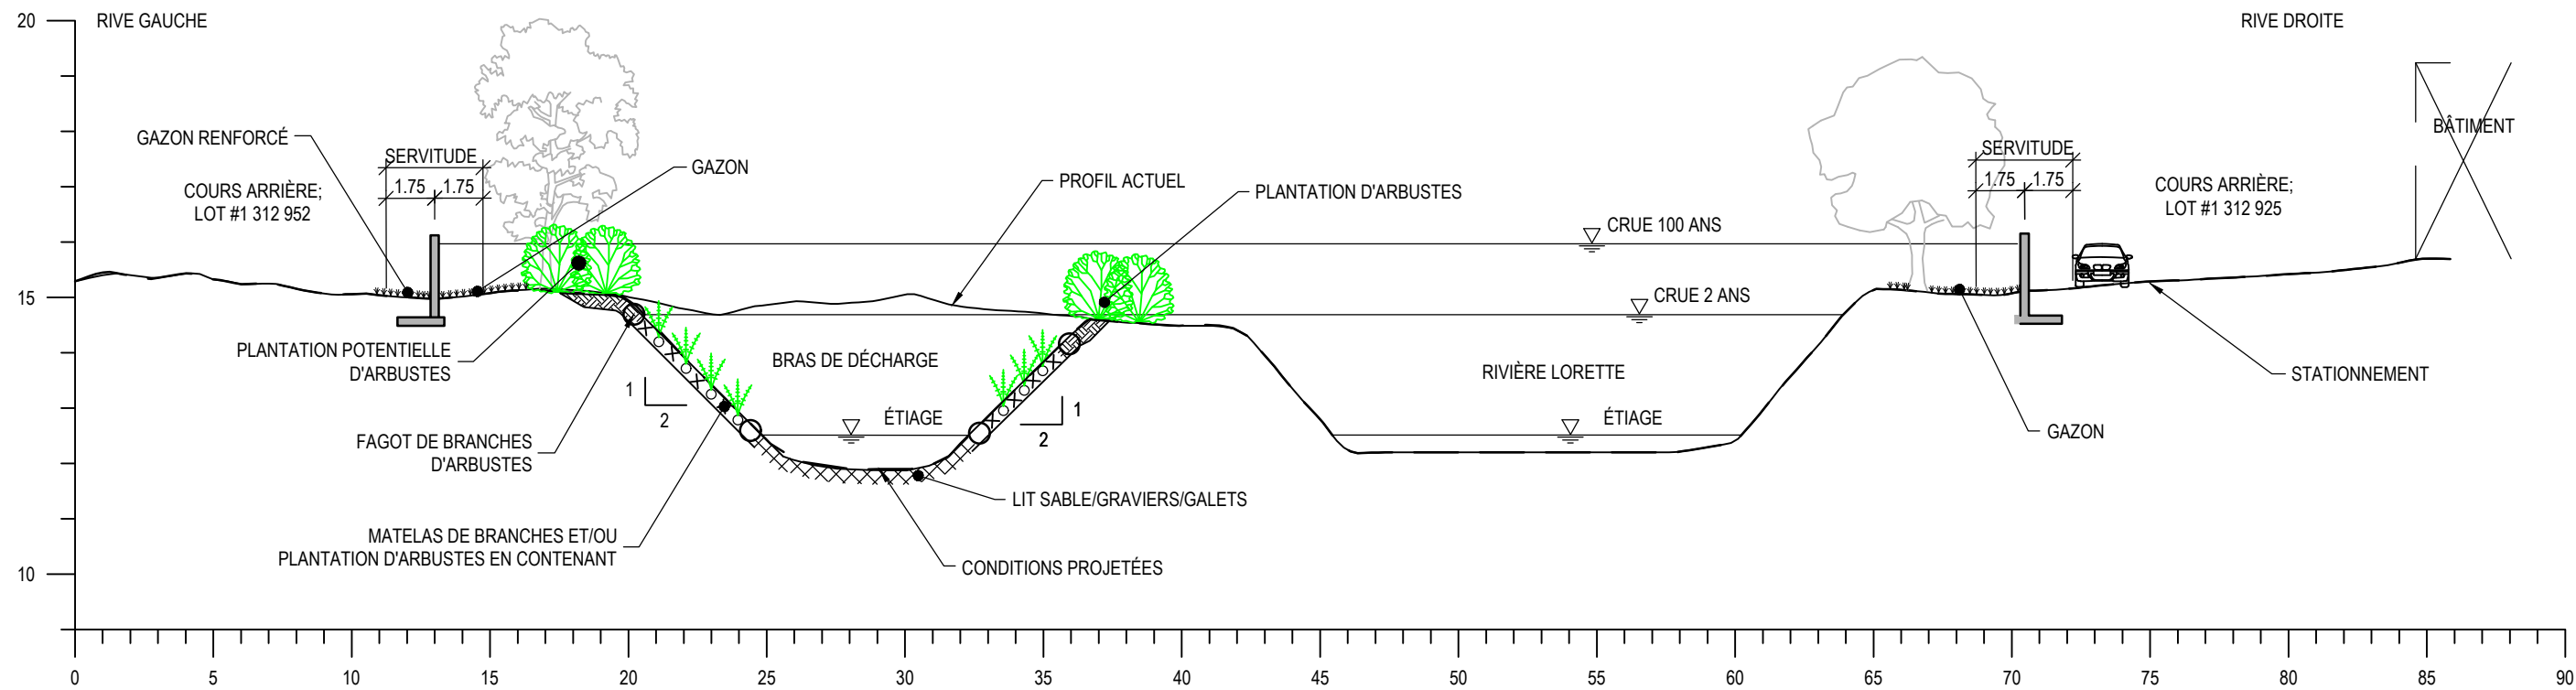 20
RIVE GAUCHE
RIVE DROITE
GAZON RENFORCÉ
SERVITUDE
1.75
1.75
COURS ARRIÈRE;
LOT #1 312 952
GAZON
PROFIL ACTUEL
PLANTATION D'ARBUSTES
CRUE 100 ANS
SERVITUDE
1.75
1.75
COURS ARRIÈRE;
LOT #1 312 925
BÂTIMENT
15
CRUE 2 ANS
PLANTATION POTENTIELLE
D'ARBUSTES
BRAS DE DÉCHARGE
RIVIÈRE LORETTE
STATIONNEMENT
1
2
ÉTIAGE
1
2
ÉTIAGE
GAZON
FAGOT DE BRANCHES
D'ARBUSTES
LIT SABLE/GRAVIERS/GALETS
MATELAS DE BRANCHES ET/OU
PLANTATION D'ARBUSTES EN CONTENANT
CONDITIONS PROJETÉES
10
0 5 10 15 20 25 30 35 40 45 50 55 60 65 70 75 80 85 90